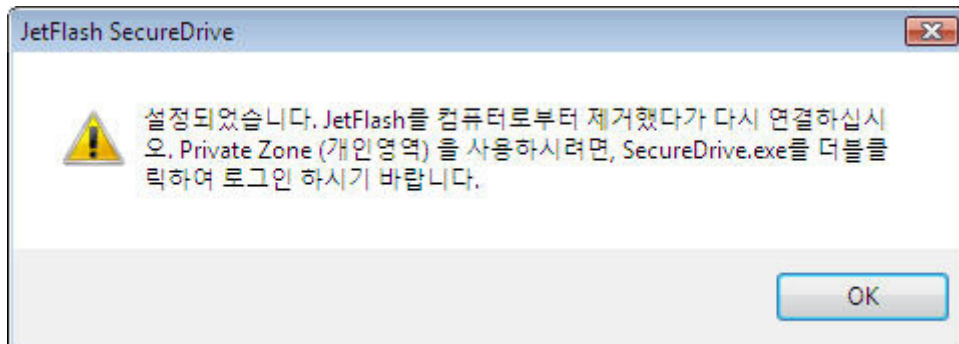 JetFlash SecureDrive
설정되었습니다. JetFlash를 컴퓨터로부터 제거했다가 다시 연결하십시
오. Private Zone (개인영역) 을 사용하시려면, SecureDrive.exe를 더블클
릭하여 로그인 하시기 바랍니다.
OK